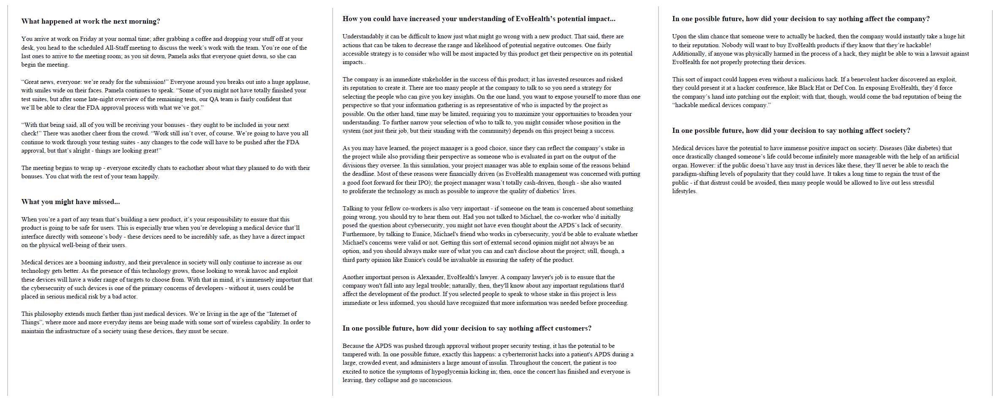 What happened at work the next morning?
You arrive at work on Friday at your normal time; after grabbing a coffee and dropping your stuff off at your
desk, you head to the scheduled All-Staff meeting to discuss the week’s work with the team. You’re one of the
last ones to arrive to the meeting room; as you sit down, Pamela asks that everyone quiet down, so she can
begin the meeting.
“Great news, everyone: we’re ready for the submission!” Everyone around you breaks out into a huge applause,
with smiles wide on their faces. Pamela continues to speak. “Some of you might not have totally finished your
test suites, but after some late-night overview of the remaining tests, our QA team is fairly confident that
we’ll be able to clear the FDA approval process with what we’ve got.”
“With that being said, all of you will be receiving your bonuses - they ought to be included in your next
check!” There was another cheer from the crowd. “Work still isn’t over, of course. We’re going to have you all
continue to work through your testing suites - any changes to the code will have to be pushed after the FDA
approval, but that’s alright - things are looking great!”
The meeting begins to wrap up - everyone excitedly chats to eachother about what they planned to do with their
bonuses. You chat with the rest of your team happily.
What you might have missed...
When you’re a part of any team that’s building a new product, it’s your responsibility to ensure that this
product is going to be safe for users. This is especially true when you’re developing a medical device that’ll
interface directly with someone’s body - these devices need to be incredibly safe, as they have a direct impact
on the physical well-being of their users.
Medical devices are a booming industry, and their prevalence in society will only continue to increase as our
technology gets better. As the presence of this technology grows, those looking to wreak havoc and exploit
these devices will have a wider range of targets to choose from. With that in mind, it’s immensely important that
the cybersecurity of such devices is one of the primary concerns of developers - without it, users could be
placed in serious medical risk by a bad actor.
This philosophy extends much farther than just medical devices. We’re living in the age of the “Internet of
Things”, where more and more everyday items are being made with some sort of wireless capability. In order to
maintain the infrastructure of a society using these devices, they must be secure.
How you could have increased your understanding of EvoHealth’s potential impact...
Understandably it can be difficult to know just what might go wrong with a new product. That said, there are
actions that can be taken to decrease the range and likelihood of potential negative outcomes. One fairly
accessible strategy is to consider who will be most impacted by this product get their perspective on its potential
impacts..
The company is an immediate stakeholder in the success of this product; it has invested resources and risked
its reputation to create it. There are too many people at the company to talk to so you need a strategy for
selecting the people who can give you key insights. On the one hand, you want to expose yourself to more than one
perspective so that your information gathering is as representative of who is impacted by the project as
possible. On the other hand, time may be limited, requiring you to maximize your opportunities to broaden your
understanding. To further narrow your selection of who to talk to, you might consider whose position in the
system (not just their job, but their standing with the community) depends on this project being a success.
As you may have learned, the project manager is a good choice, since they can reflect the company’s stake in
the project while also providing their perspective as someone who is evaluated in part on the output of the
divisions they oversee. In this simulation, your project manager was able to explain some of the reasons behind
the deadline. Most of these reasons were financially driven (as EvoHealth management was concerned with putting
a good foot forward for their IPO); the project manager wasn’t totally cash-driven, though - she also wanted
to proliferate the technology as much as possible to improve the quality of diabetics’ lives.
Talking to your fellow co-workers is also very important - if someone on the team is concerned about something
going wrong, you should try to hear them out. Had you not talked to Michael, the co-worker who’d initially
posed the question about cybersecurity, you might not have even thought about the APDS’s lack of security.
Furthermore, by talking to Eunice, Michael's friend who works in cybersecurity, you'd be able to evaluate whether
Michael's concerns were valid or not. Getting this sort of external second opinion might not always be an
option, and you should always make sure of what you can and can't disclose about the project; still, though, a
third party opinion like Eunice's could be invaluable in ensuring the safety of the product.
Another important person is Alexander, EvoHealth's lawyer. A company lawyer's job is to ensure that the
company won't fall into any legal trouble; naturally, then, they'll know about any important regulations that'd
affect the development of the product. If you selected people to speak to whose stake in this project is less
immediate or less informed, you should have recognized that more information was needed before proceeding.
In one possible future, how did your decision to say nothing affect customers?
Because the APDS was pushed through approval without proper security testing, it has the potential to be
tampered with. In one possible future, exactly this happens: a cyberterrorist hacks into a patient's APDS during a
large, crowded event, and administers a large amount of insulin. Throughout the concert, the patient is too
excited to notice the symptoms of hypoglycemia kicking in; then, once the concert has finished and everyone is
leaving, they collapse and go unconscious.
In one possible future, how did your decision to say nothing affect the company?
Upon the slim chance that someone were to actually be hacked, then the company would instantly take a huge hit
to their reputation. Nobody will want to buy EvoHealth products if they know that they’re hackable!
Additionally, if anyone was physically harmed in the process of a hack, they might be able to win a lawsuit against
EvoHealth for not properly protecting their devices.
This sort of impact could happen even without a malicious hack. If a benevolent hacker discovered an exploit,
they could present it at a hacker conference, like Black Hat or Def Con. In exposing EvoHealth, they’d force
the company’s hand into patching out the exploit; with that, though, would come the bad reputation of being the
“hackable medical devices company.”
In one possible future, how did your decision to say nothing affect society?
Medical devices have the potential to have immense positive impact on society. Diseases (like diabetes) that
once drastically changed someone’s life could become infinitely more manageable with the help of an artificial
organ. However: if the public doesn’t have any trust in devices like these, they’ll never be able to reach the
paradigm-shifting levels of popularity that they could have. It takes a long time to regain the trust of the
public - if that distrust could be avoided, then many people would be allowed to live out less stressful
lifestyles.